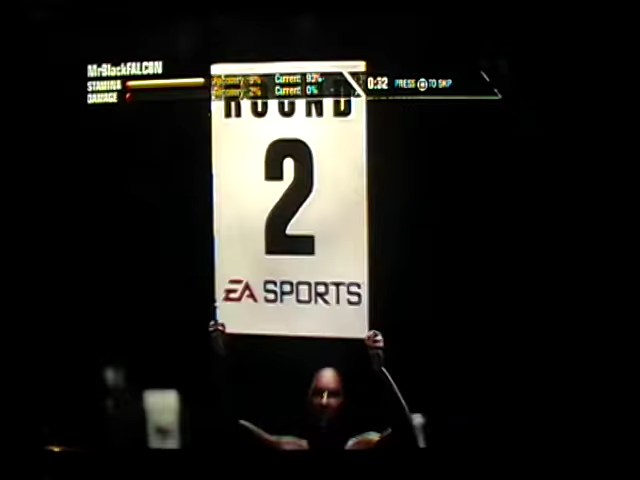 MrBlackFALCON
STAMINA
DAMAGE
Current 93%
Current 0%
0:32
PRESS TO SKIP
ROUND
2
EA SPORTS